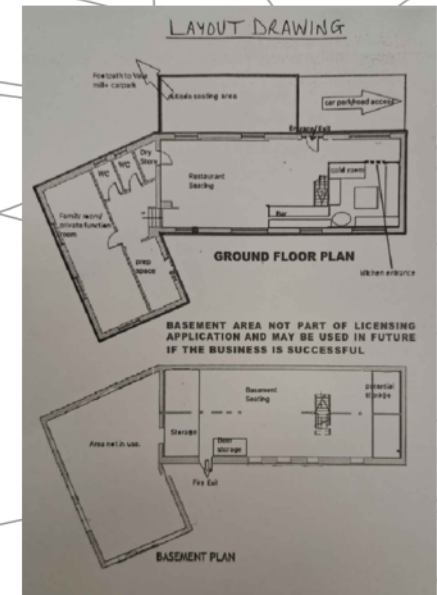 LAYOUT DRAWING
Footpath to Vale
mill+ carpark
outside seating area
car park/road access
Entrance/ Exit
Dry
Store
WC
WC
cold room
Restaurant
Seating
Family room/
private function
room
Bar
prep
space
GROUND FLOOR PLAN
kitchen entrance
BASEMENT AREA NOT PART OF LICENSING
APPLICATION AND MAY BE USED IN FUTURE
IF THE BUSINESS IS SUCCESSFUL
Basement
Seating
potential
storage
Storage
Area not in use.
Beer
storage
Fire Exit
BASEMENT PLAN